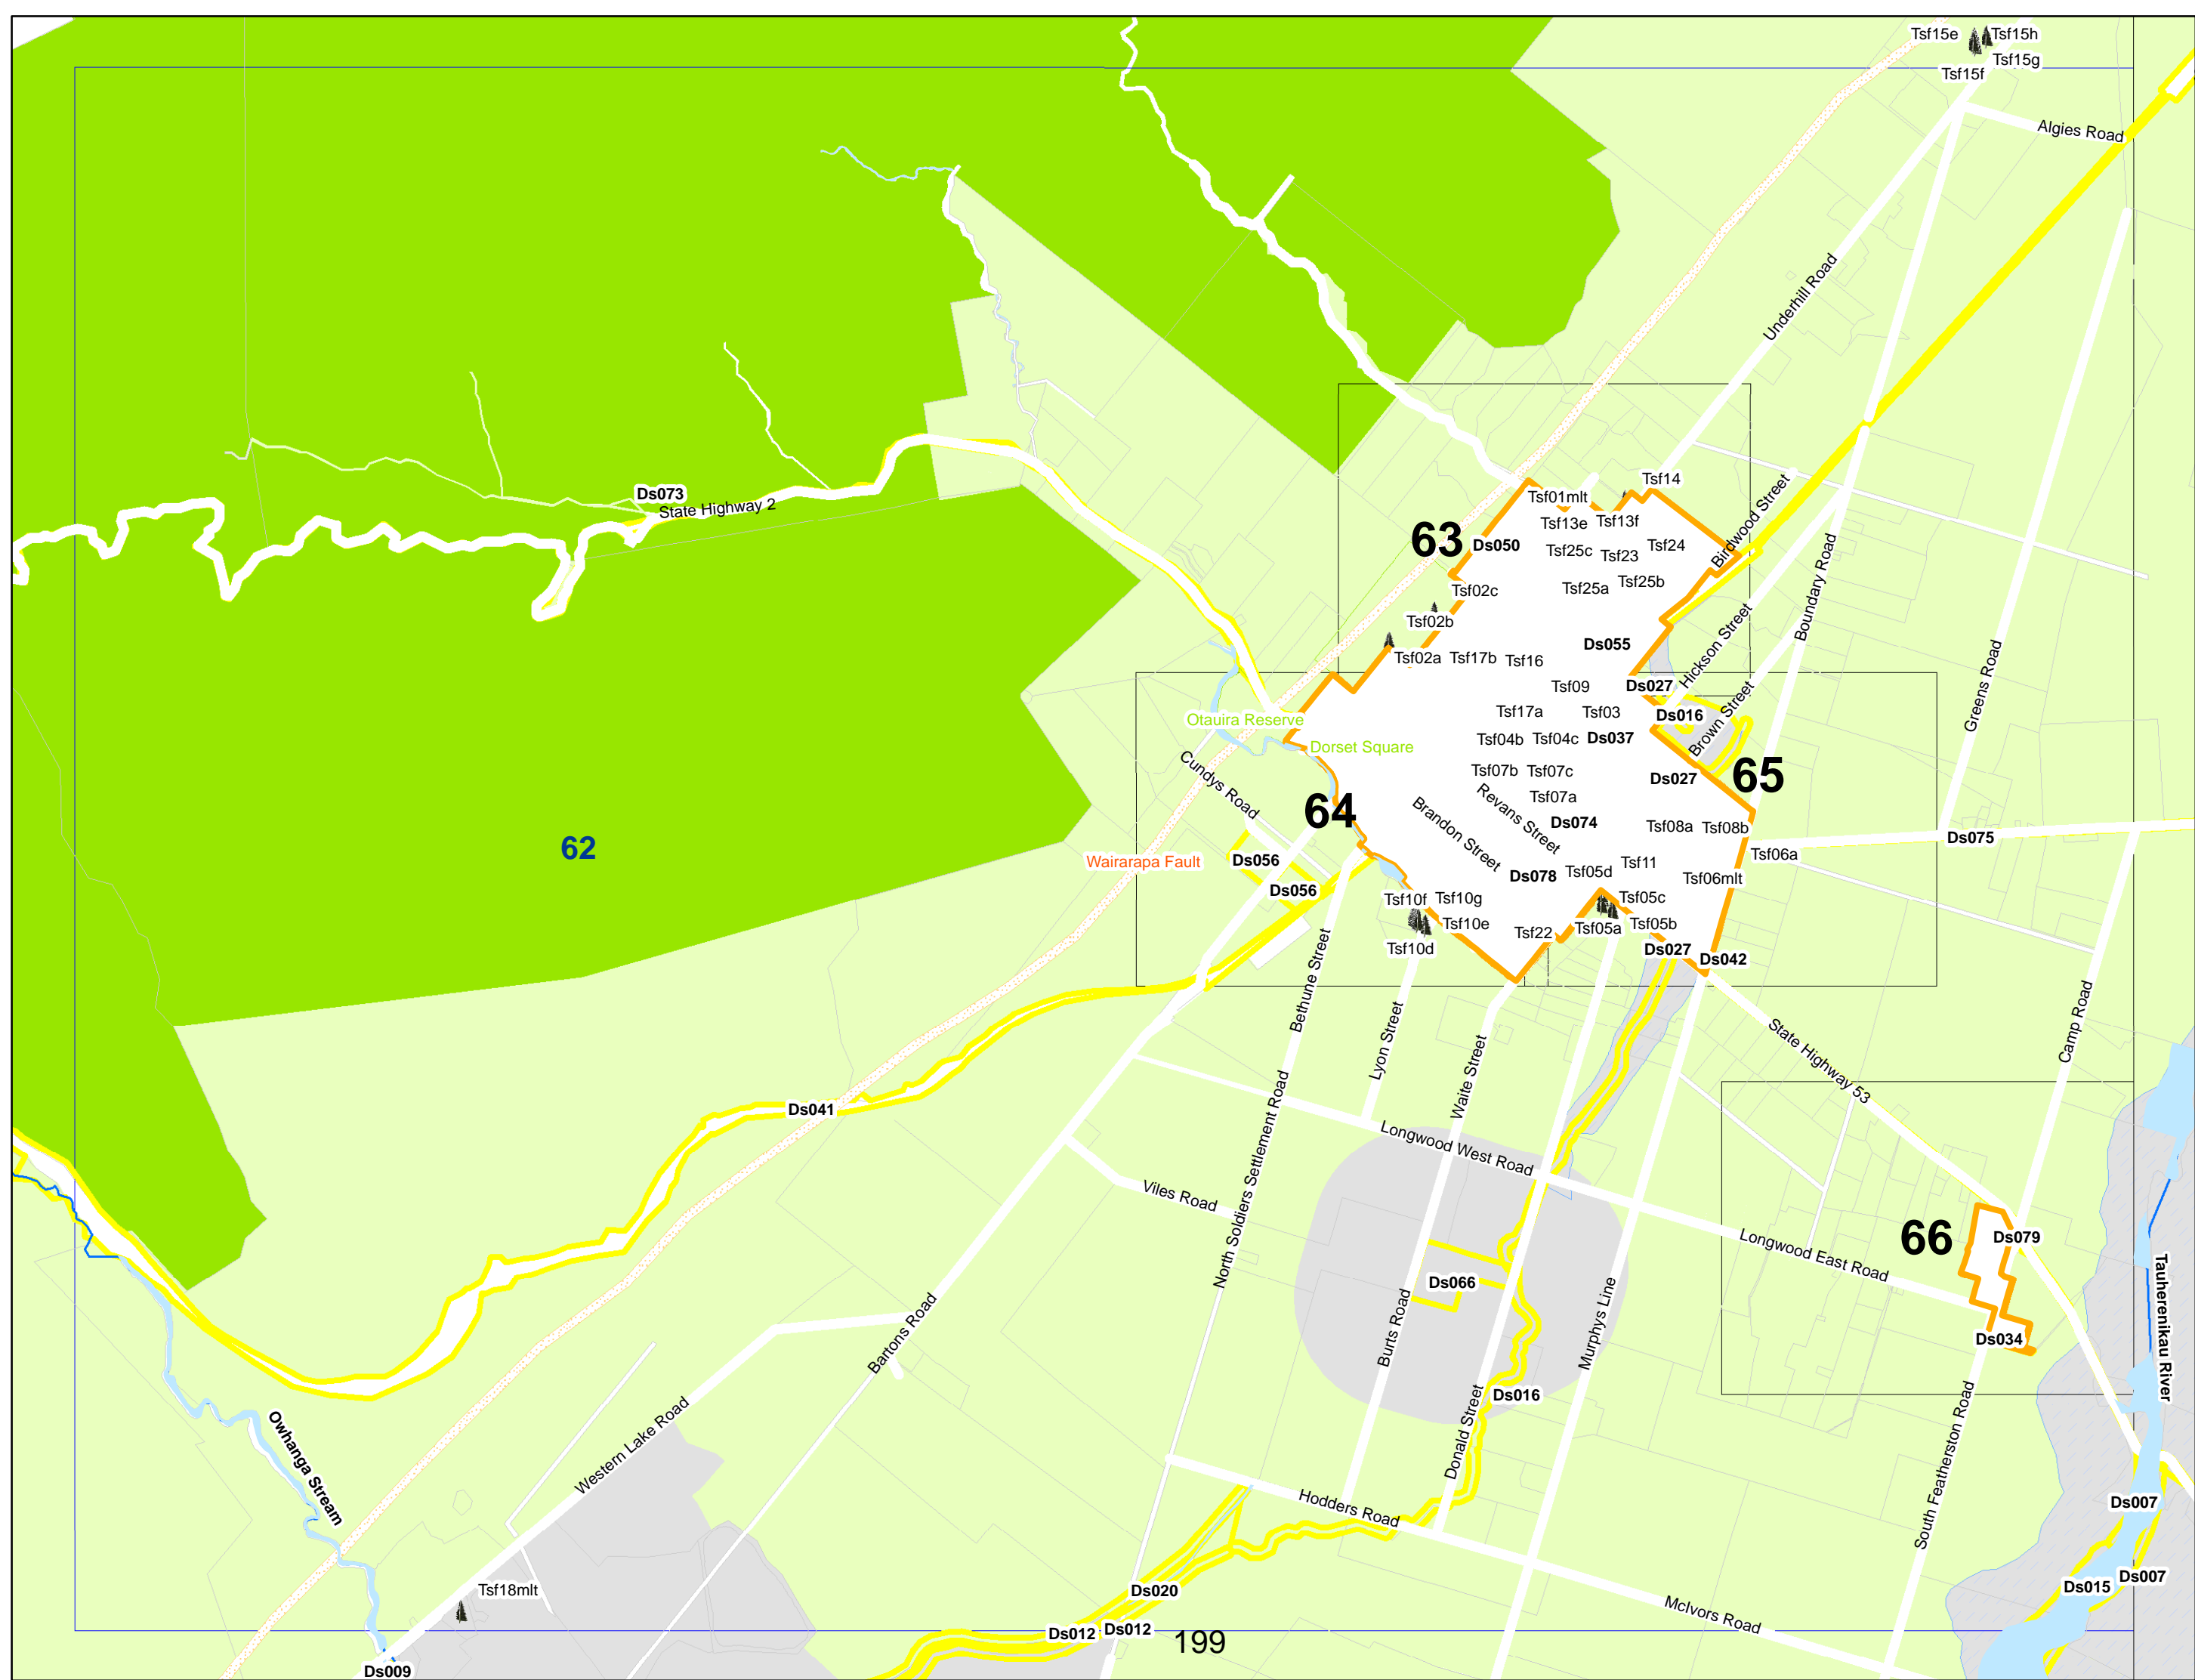 Tsf15e
Tsf15h
Tsf15g
Tsf15f
Algies Road
Underhill Road
Ds073
State Highway 2
Tsf14
Tsf01mlt
Tsf13e
Tsf13f
Birdwood Street
63
Ds050
Tsf25c
Tsf23
Tsf24
Tsf02c
Tsf25a
Tsf25b
Boundary Road
Tsf02b
Hickson Street
Ds055
Tsf02a
Tsf17b
Tsf16
Greens Road
Tsf09
Ds027
Otauira Reserve
Tsf17a
Tsf03
Ds016
Brown Street
Dorset Square
Tsf04b
Tsf04c
Ds037
Cundys Road
Tsf07b
Tsf07c
Ds027
65
64
Tsf07a
Revans Street
Brandon Street
Ds074
Tsf08a
Tsf08b
Ds075
62
Wairarapa Fault
Ds056
Tsf06a
Tsf11
Ds078
Tsf05d
Tsf06mlt
Ds056
Tsf10f
Tsf10g
Tsf05c
Tsf10e
Tsf22
Tsf05a
Tsf05b
Tsf10d
Ds027
Ds042
Bethune Street
Lyon Street
Waite Street
State Highway 53
Camp Road
Ds041
Longwood West Road
Viles Road
North Soldiers Settlement Road
66
Ds079
Longwood East Road
Ds066
Burts Road
Murphys Line
Ds034
Tauherenikau River
Bartons Road
Ds016
Donald Street
South Featherston Road
Western Lake Road
Owhanga Stream
Hodders Road
Ds007
Ds007
Ds015
Tsf18mlt
Ds020
McIvors Road
Ds012
Ds012
199
Ds009